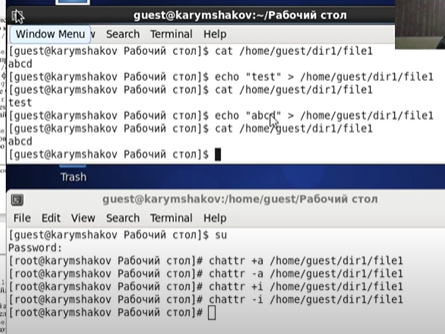 guest@karymshakov:~/Рабочий стол
Window Menu
Search Terminal Help
[guest@karymshakov Рабочий стол]$ cat /home/guest/dir1/file1
abcd
[guest@karymshakov Рабочий стол]$ echo "test" > /home/guest/dir1/file1
[guest@karymshakov Рабочий стол]$ cat /home/guest/dir1/file1
test
[guest@karymshakov Рабочий стол]$ echo "abcd" > /home/guest/dir1/file1
[guest@karymshakov Рабочий стол]$ cat /home/guest/dir1/file1
abcd
[guest@karymshakov Рабочий стол]$
Trash
guest@karymshakov:/home/guest/Рабочий стол
File Edit View Search Terminal Help
[guest@karymshakov Рабочий стол]$ su
Password:
[root@karymshakov Рабочий стол]# chattr +a /home/guest/dir1/file1
[root@karymshakov Рабочий стол]# chattr -a /home/guest/dir1/file1
[root@karymshakov Рабочий стол]# chattr +i /home/guest/dir1/file1
[root@karymshakov Рабочий стол]# chattr -i /home/guest/dir1/file1
[root@karymshakov Рабочий стол]#